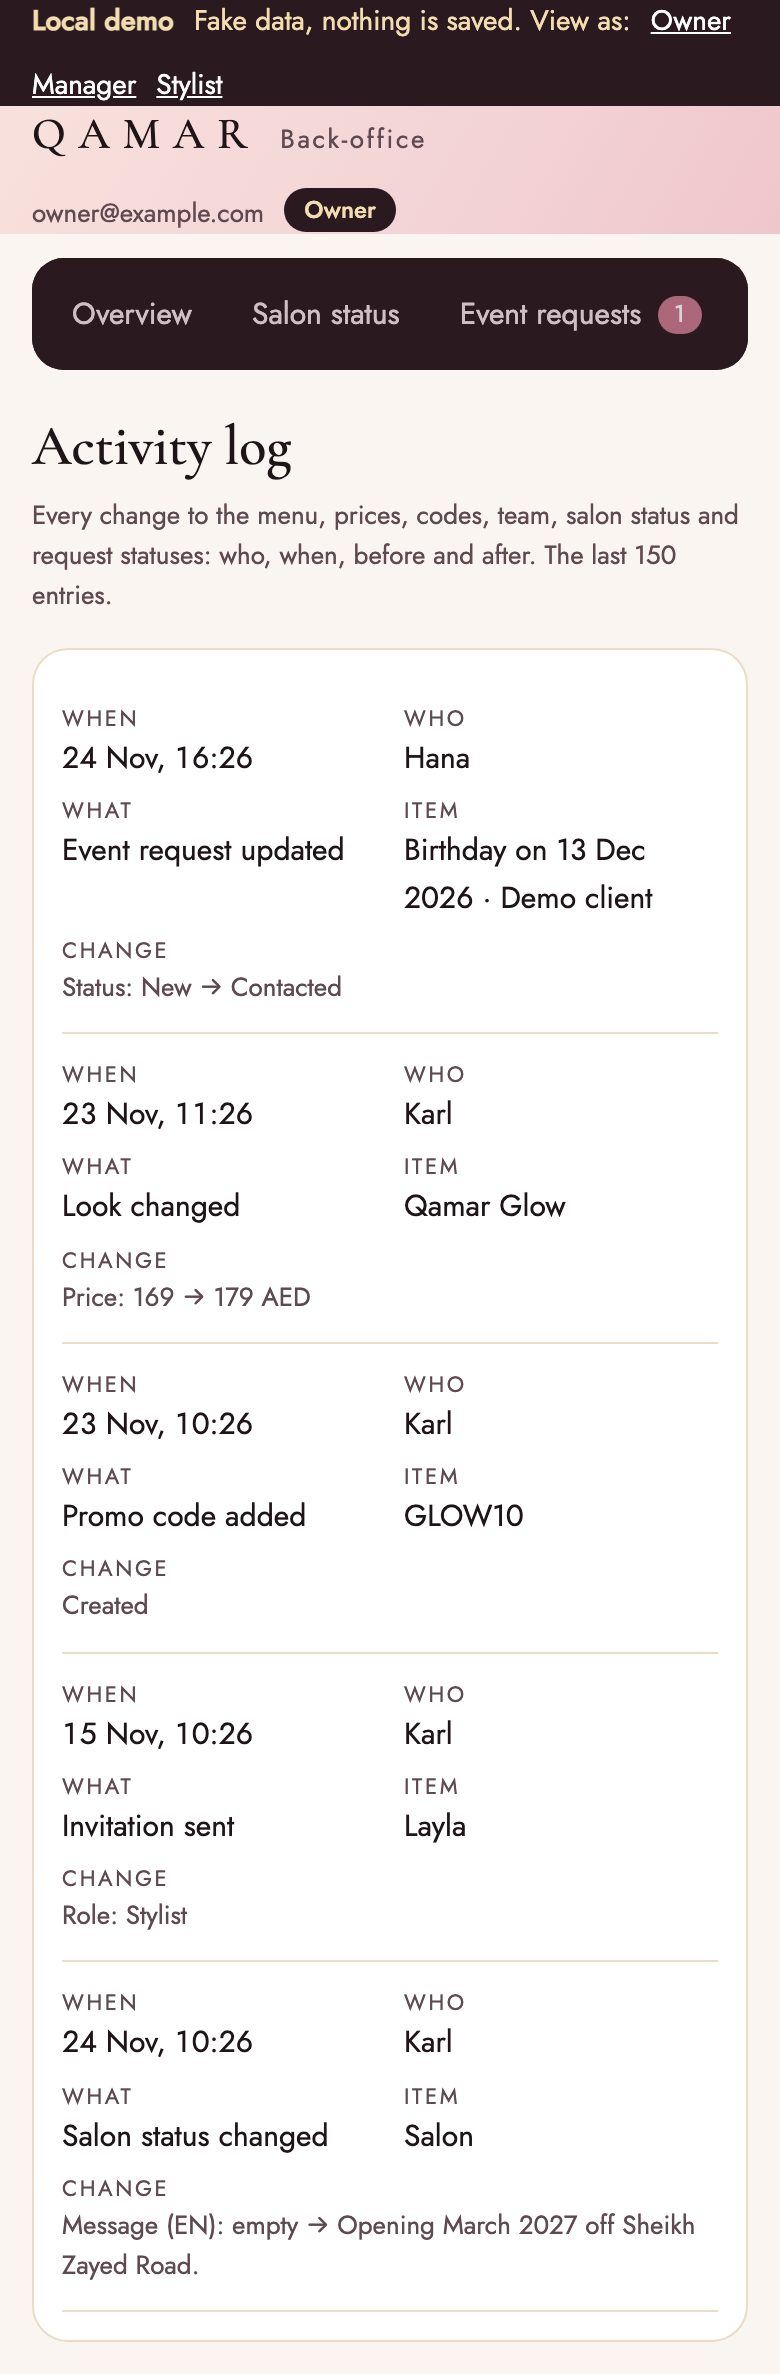 Local demo Fake data, nothing is saved. View as: Owner
Manager Stylist
QAMAR Back-office
owner@example.com Owner
Overview Salon status Event requests 1
Activity log
Every change to the menu, prices, codes, team, salon status and
request statuses: who, when, before and after. The last 150
entries.
WHEN WHO
24 Nov, 16:26 Hana
WHAT ITEM
Event request updated Birthday on 13 Dec
2026 · Demo client
CHANGE
Status: New → Contacted
WHEN WHO
23 Nov, 11:26 Karl
WHAT ITEM
Look changed Qamar Glow
CHANGE
Price: 169 → 179 AED
WHEN WHO
23 Nov, 10:26 Karl
WHAT ITEM
Promo code added GLOW10
CHANGE
Created
WHEN WHO
15 Nov, 10:26 Karl
WHAT ITEM
Invitation sent Layla
CHANGE
Role: Stylist
WHEN WHO
24 Nov, 10:26 Karl
WHAT ITEM
Salon status changed Salon
CHANGE
Message (EN): empty → Opening March 2027 off Sheikh
Zayed Road.